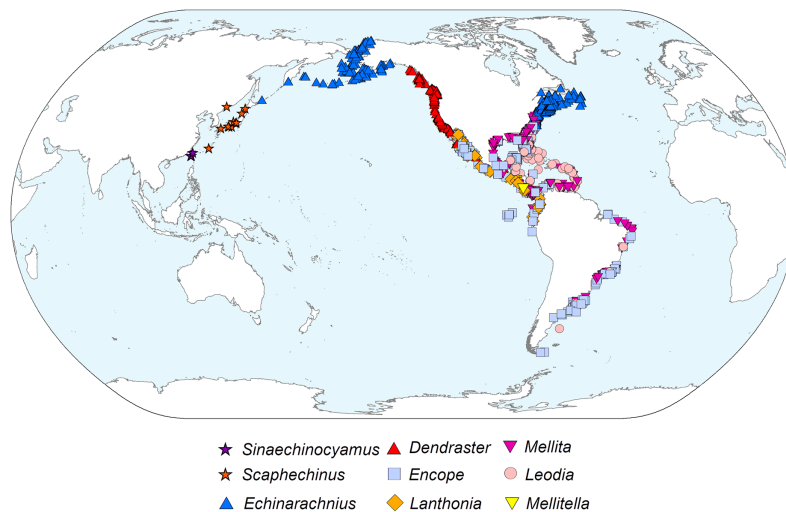 Sinaechinocyamus Dendraster Mellita
Scaphechinus Encope Leodia
Echinarachnius Lanthonia Mellitella